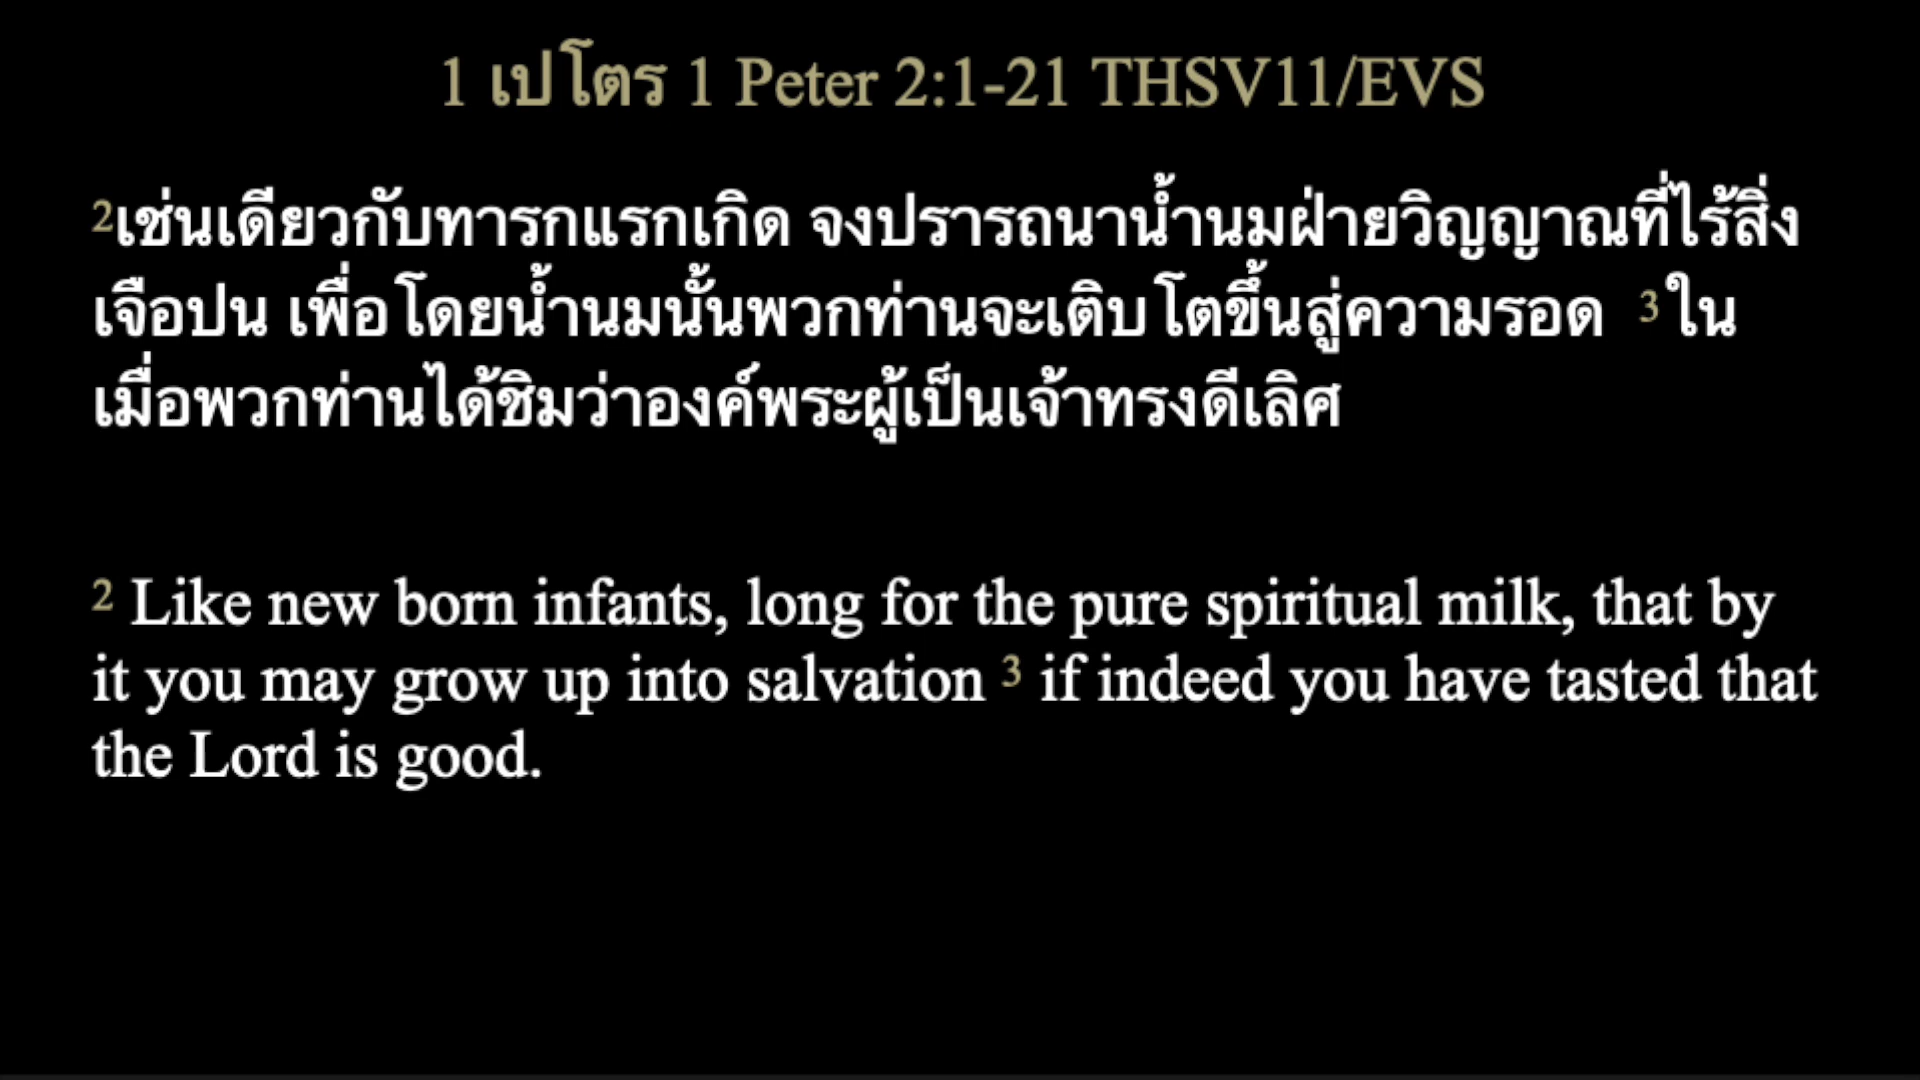 1 เปโตร 1 Peter 2:1-21 THSV11/EVS
2เช่นเดียวกับทารกแรกเกิด จงปรารถนาน้ำนมฝ่ายวิญญาณที่ไร้สิ่ง
เจือปน เพื่อโดยน้ำนมนั้นพวกท่านจะเติบโตขึ้นสู่ความรอด 3ใน
เมื่อพวกท่านได้ชิมว่าองค์พระผู้เป็นเจ้าทรงดีเลิศ
2 Like new born infants, long for the pure spiritual milk, that by
it you may grow up into salvation 3 if indeed you have tasted that
the Lord is good.